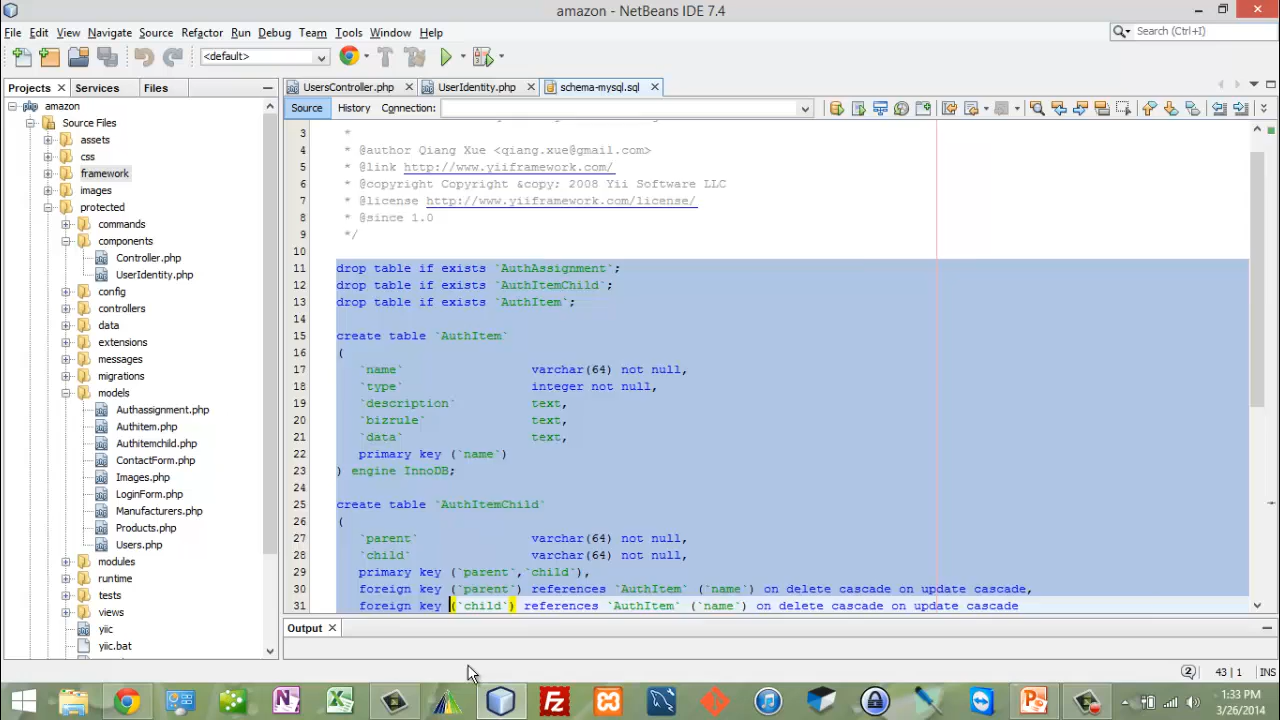 amazon - NetBeans IDE 7.4
File Edit View Navigate Source Refactor Run Debug Team Tools Window Help
Search (Ctrl+I)
<default>
Projects Services Files
UsersController.php UserIdentity.php schema-mysql.sql
Source History Connection:
amazon
Source Files
assets
css
framework
images
protected
commands
components
Controller.php
UserIdentity.php
config
controllers
data
extensions
messages
migrations
models
Authassignment.php
Authitem.php
Authitemchild.php
ContactForm.php
Images.php
LoginForm.php
Manufacturers.php
Products.php
Users.php
modules
runtime
tests
views
yiic
yiic.bat
3 *
4 * @author Qiang Xue <qiang.xue@gmail.com>
5 * @link http://www.yiiframework.com/
6 * @copyright Copyright &copy; 2008 Yii Software LLC
7 * @license http://www.yiiframework.com/license/
8 * @since 1.0
9 */
10
11 drop table if exists `AuthAssignment`;
12 drop table if exists `AuthItemChild`;
13 drop table if exists `AuthItem`;
14
15 create table `AuthItem`
16 (
17 `name` varchar(64) not null,
18 `type` integer not null,
19 `description` text,
20 `bizrule` text,
21 `data` text,
22 primary key (`name`)
23 ) engine InnoDB;
24
25 create table `AuthItemChild`
26 (
27 `parent` varchar(64) not null,
28 `child` varchar(64) not null,
29 primary key (`parent`,`child`),
30 foreign key (`parent`) references `AuthItem` (`name`) on delete cascade on update cascade,
31 foreign key (`child`) references `AuthItem` (`name`) on delete cascade on update cascade
Output
43 | 1 INS
1:33 PM
3/26/2014